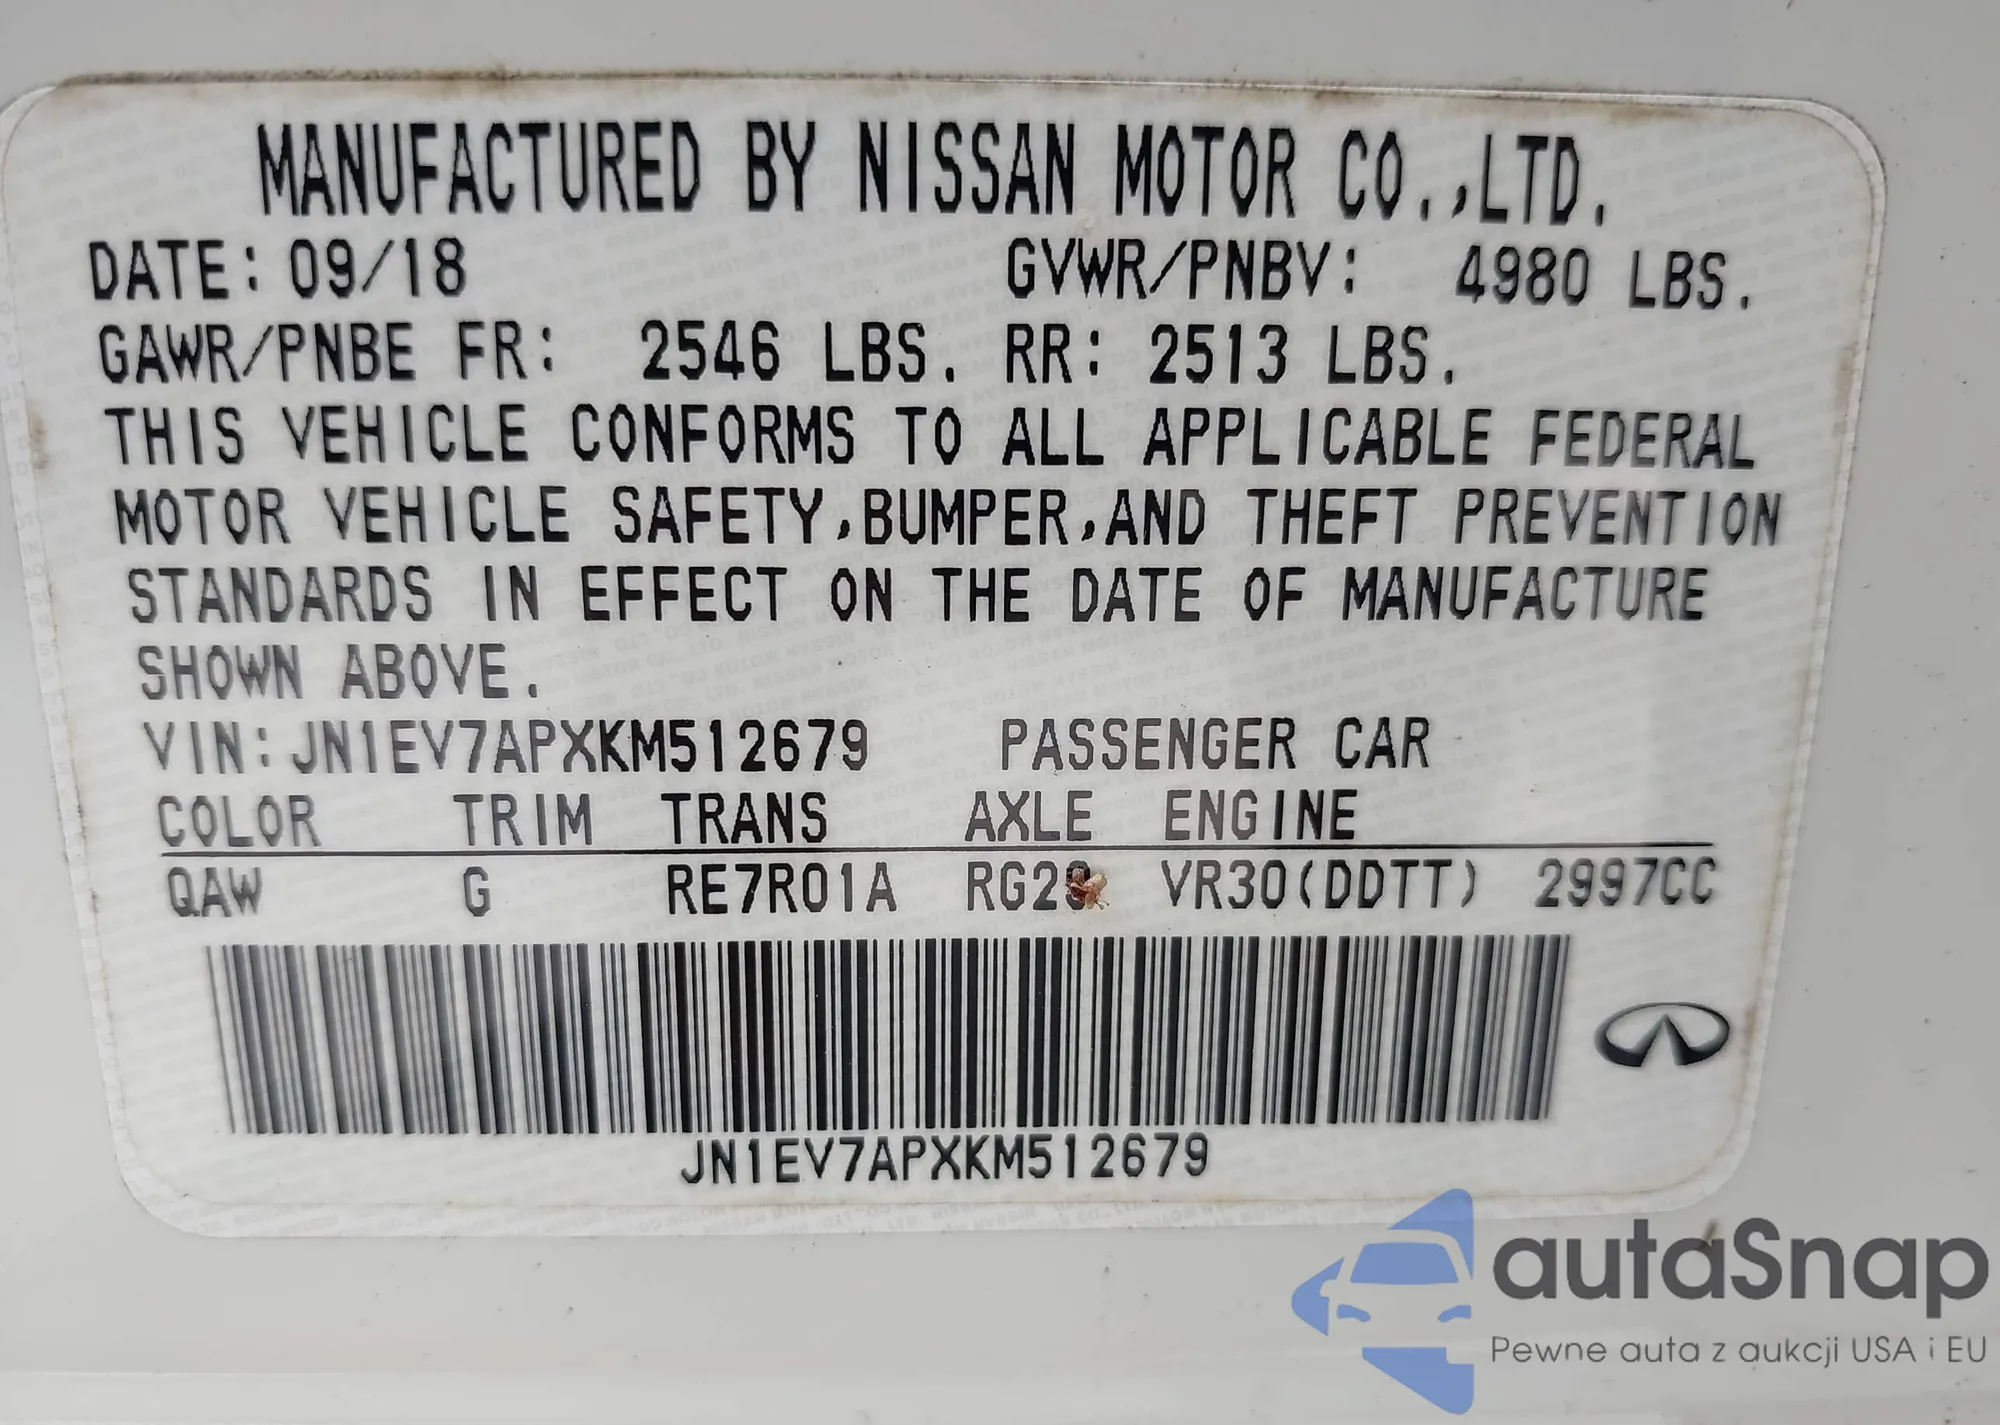 MANUFACTURED BY NISSAN MOTOR CO.,LTD.
DATE: 09/18 GVWR/PNBV: 4980 LBS.
GAWR/PNBE FR: 2546 LBS. RR: 2513 LBS.
THIS VEHICLE CONFORMS TO ALL APPLICABLE FEDERAL
MOTOR VEHICLE SAFETY,BUMPER,AND THEFT PREVENTION
STANDARDS IN EFFECT ON THE DATE OF MANUFACTURE
SHOWN ABOVE.
VIN:JN1EV7APXKM512679 PASSENGER CAR
COLOR TRIM TRANS AXLE ENGINE
QAW G RE7R01A VR30(DDTT) 2997CC
JN1EV7APXKM512679
autaSnap
Pewne auta z aukcji USA i EU